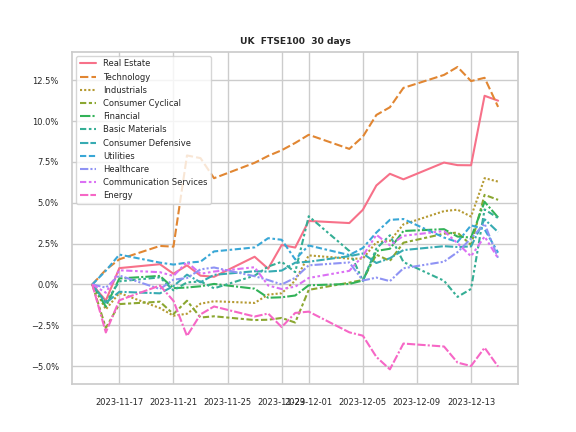 UK FTSE100 30 days
Real Estate
Technology
Industrials
Consumer Cyclical
Financial
Basic Materials
Consumer Defensive
Utilities
Healthcare
Communication Services
Energy
12.5%
10.0%
7.5%
5.0%
2.5%
0.0%
−2.5%
−5.0%
2023-11-17 2023-11-21 2023-11-25 2023-11-29 2023-12-01 2023-12-05 2023-12-09 2023-12-13